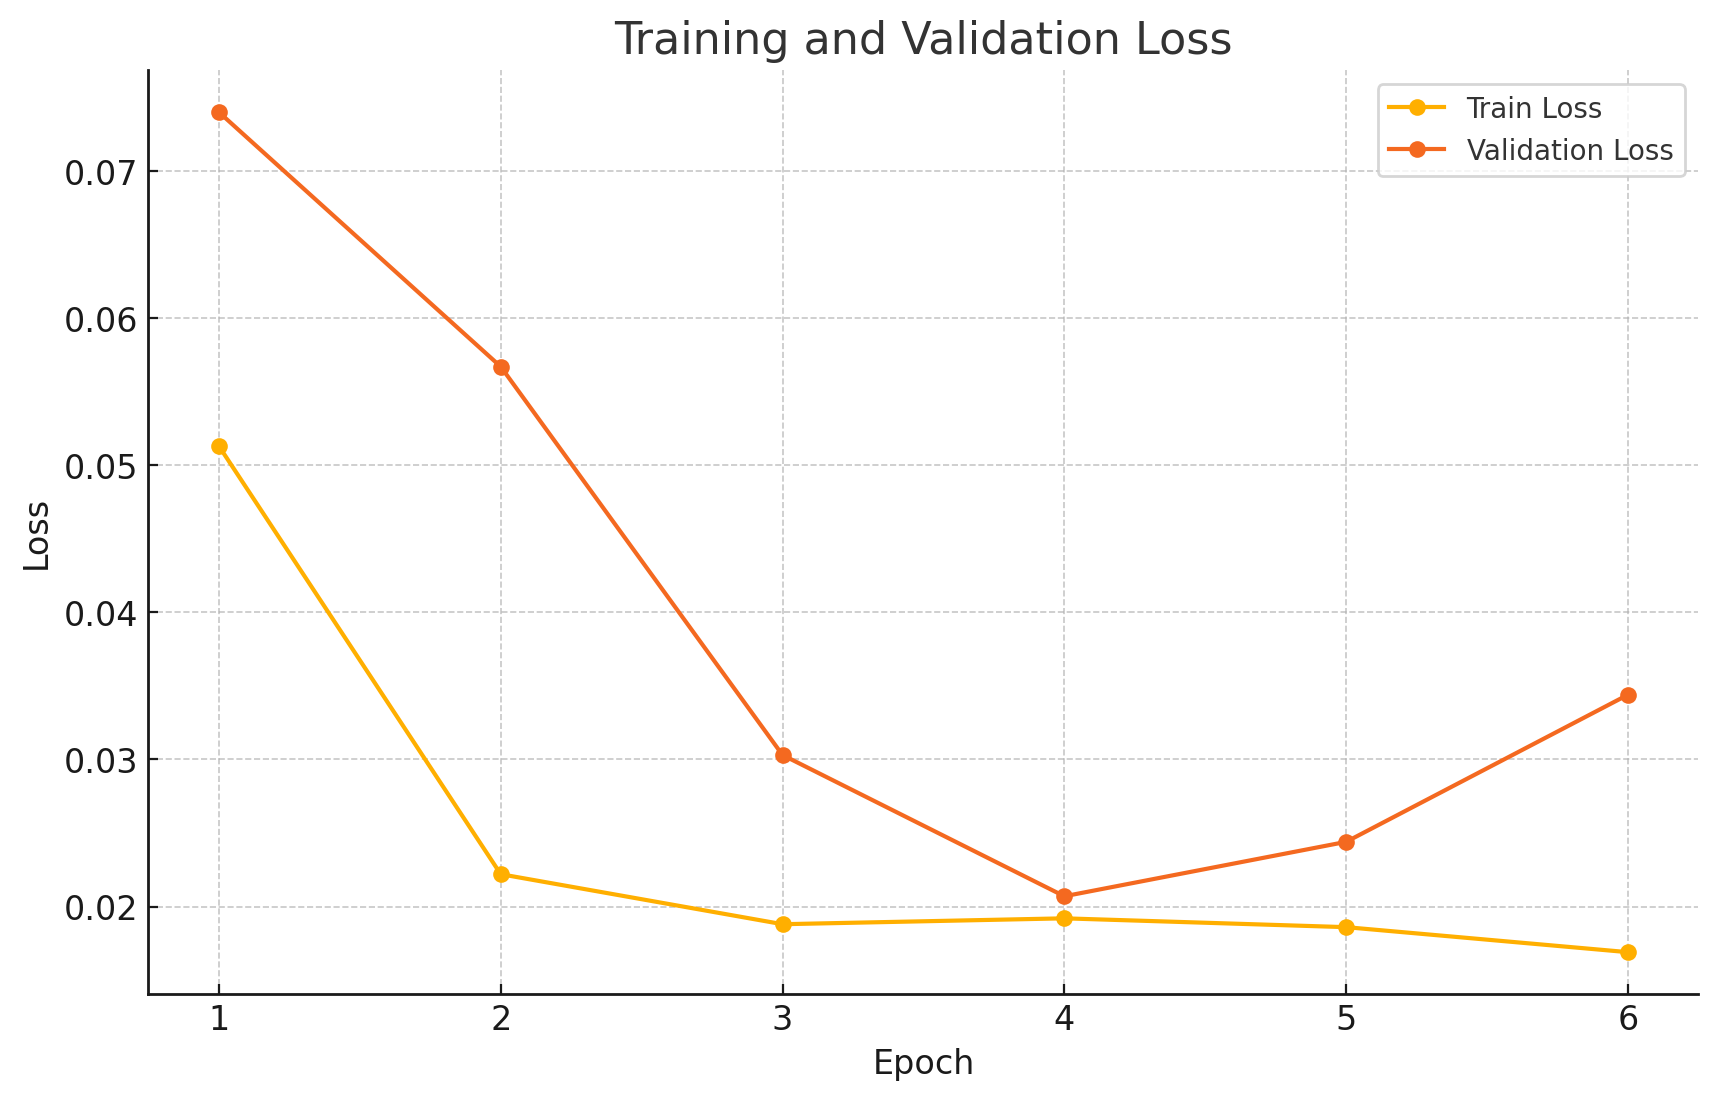 Training and Validation Loss
Train Loss
Validation Loss
0.07
0.06
0.05
0.04
0.03
0.02
Loss
1 2 3 4 5 6
Epoch